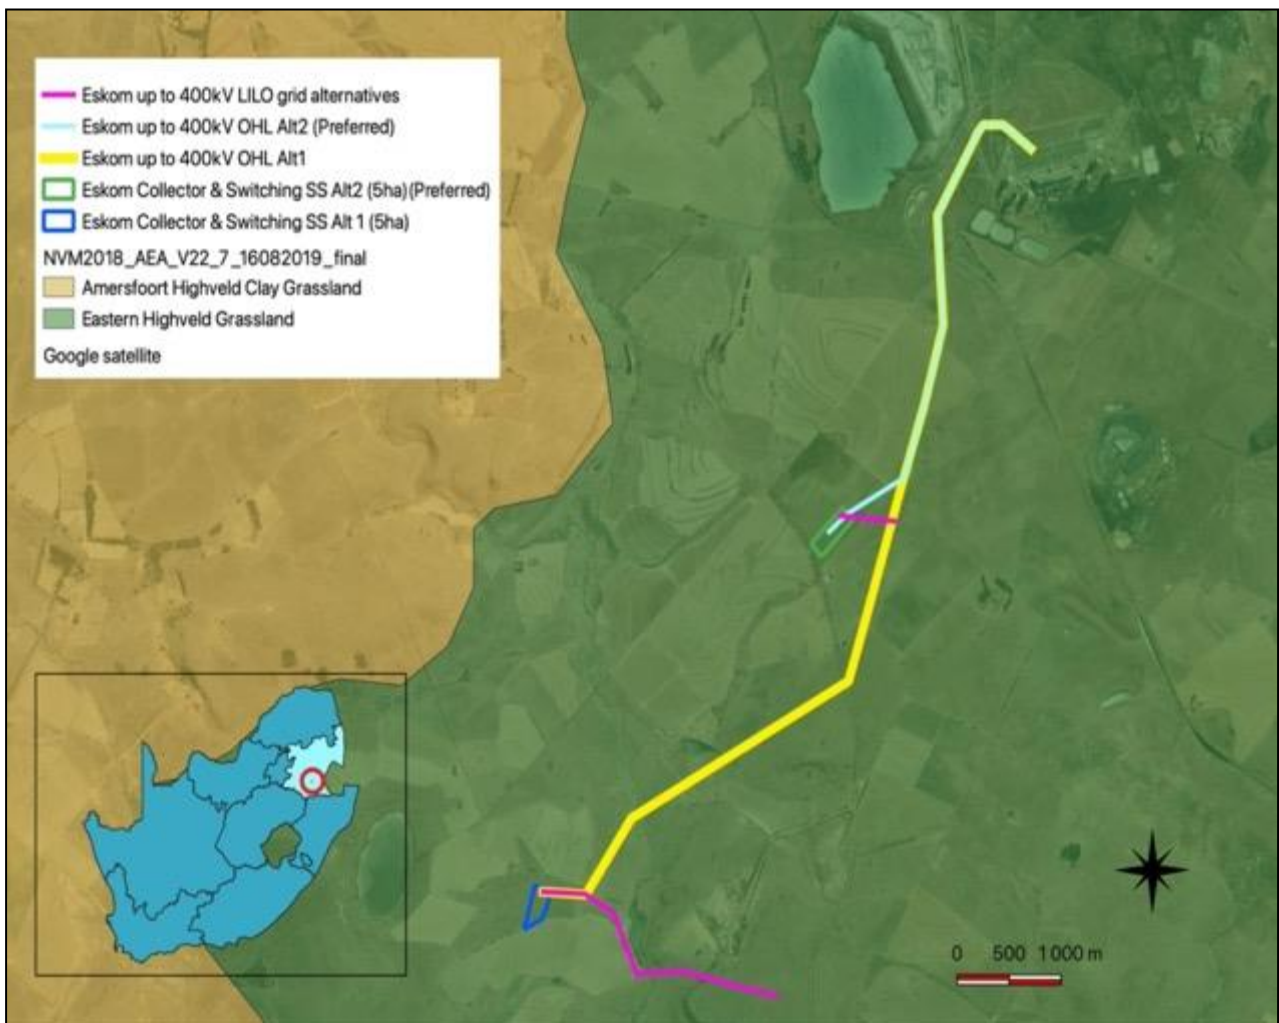 Eskom up to 400kV LILO grid alternatives
Eskom up to 400kV OHL Alt2 (Preferred)
Eskom up to 400kV OHL Alt1
Eskom Collector & Switching SS Alt2 (5ha)(Preferred)
Eskom Collector & Switching SS Alt 1 (5ha)
NVM2018_AEA_V22_7_16082019_final
Amersfoort Highveld Clay Grassland
Eastern Highveld Grassland
Google satellite
0 500 1000 m